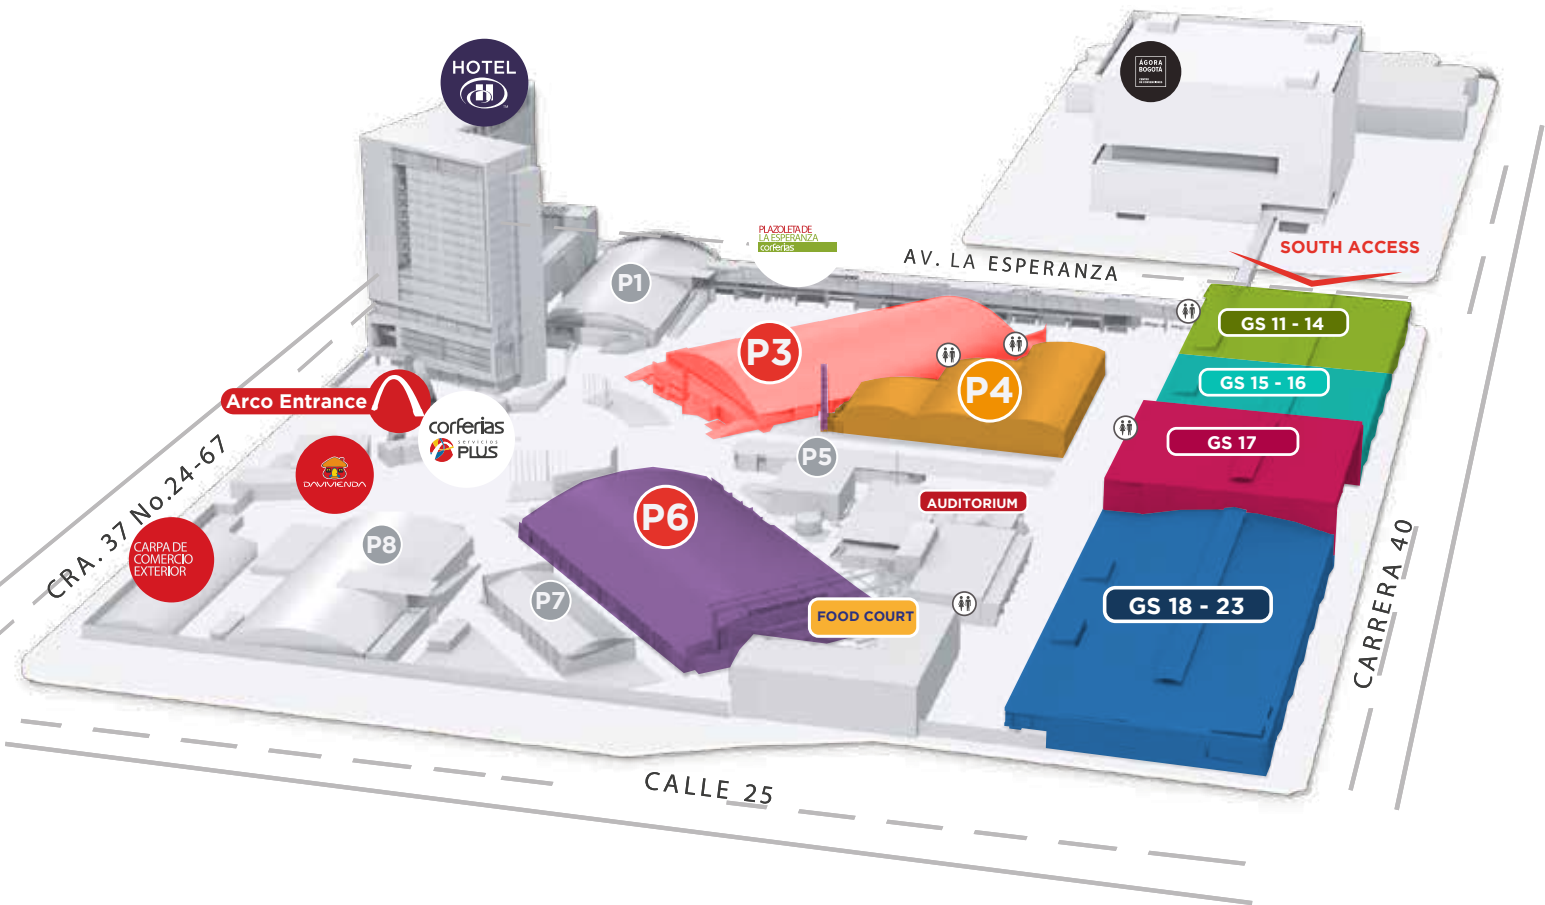 HOTEL
H
ÁGORA
BOGOTÁ
PLAZOLETA DE
LA ESPERANZA
corferias
AV. LA ESPERANZA
SOUTH ACCESS
P1
GS 11 - 14
P3
P4
GS 15 - 16
Arco Entrance
corferias
servicios
PLUS
GS 17
P5
DAVIVIENDA
AUDITORIUM
P6
CRA. 37 No.24-67
CARPA DE
COMERCIO
EXTERIOR
P8
P7
FOOD COURT
GS 18 - 23
CARRERA 40
CALLE 25